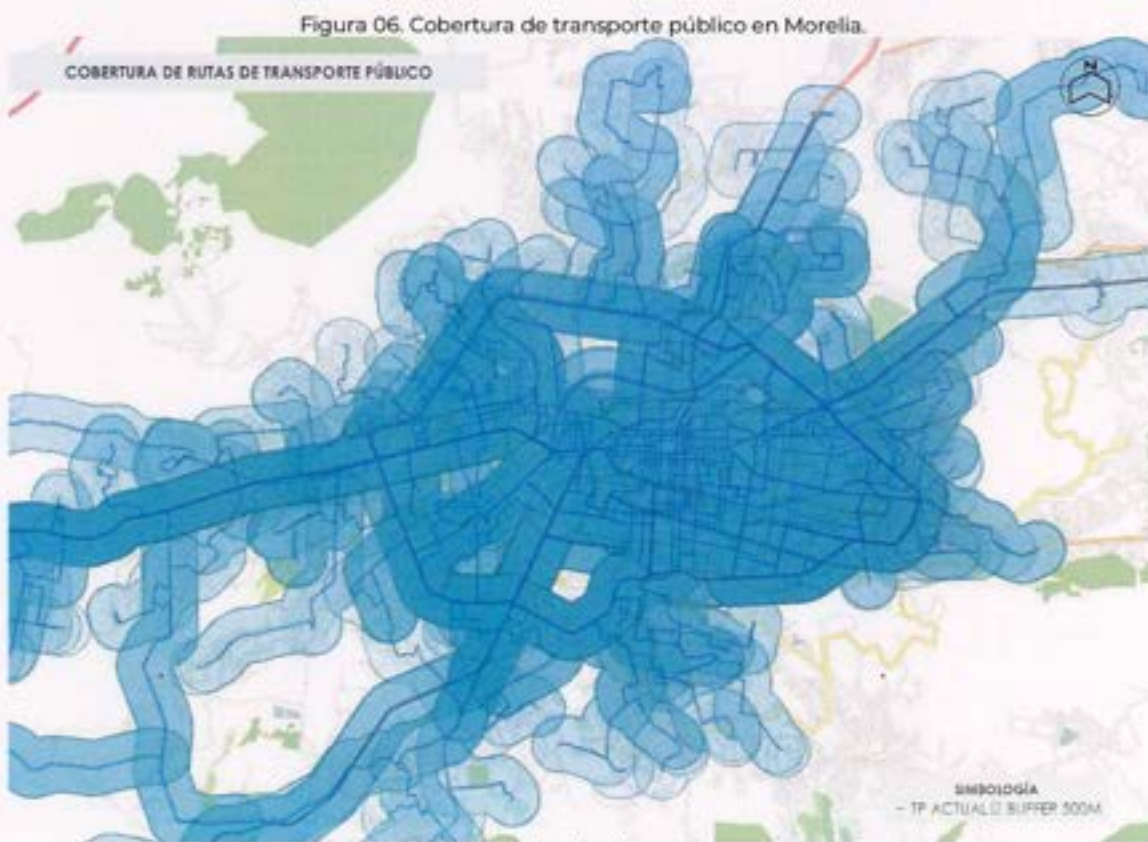 Figura 06. Cobertura de transporte público en Morelia.
COBERTURA DE RUTAS DE TRANSPORTE PÚBLICO
N
SIMBOLOGÍA
– TP ACTUAL □ BUFFER 500M